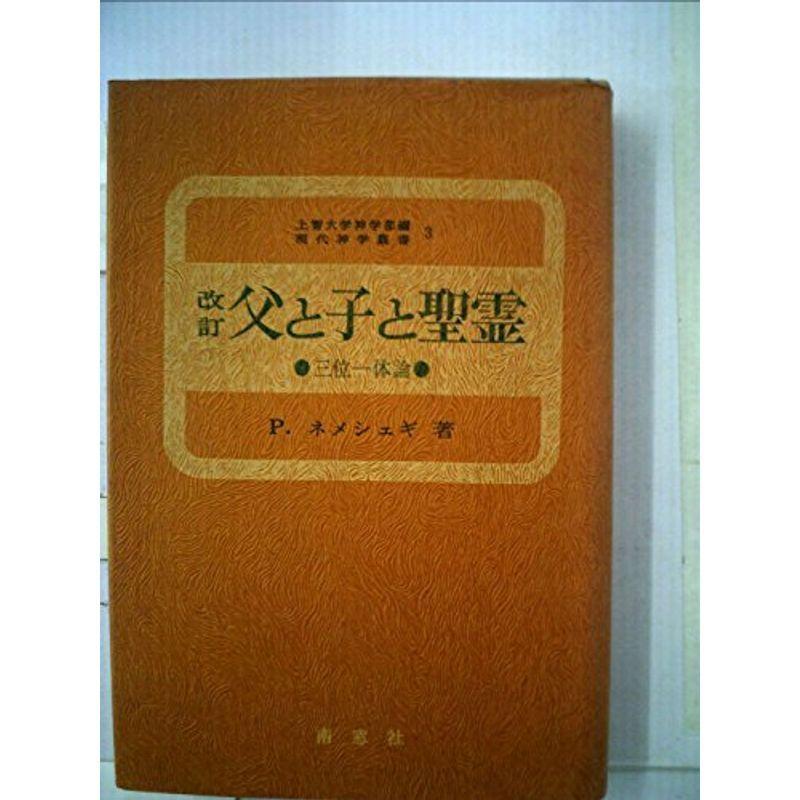 上智大学神学部編
現代神学叢書 3
改訂 父と子と聖霊
三位一体論
P. ネメシェギ 著
南窓社